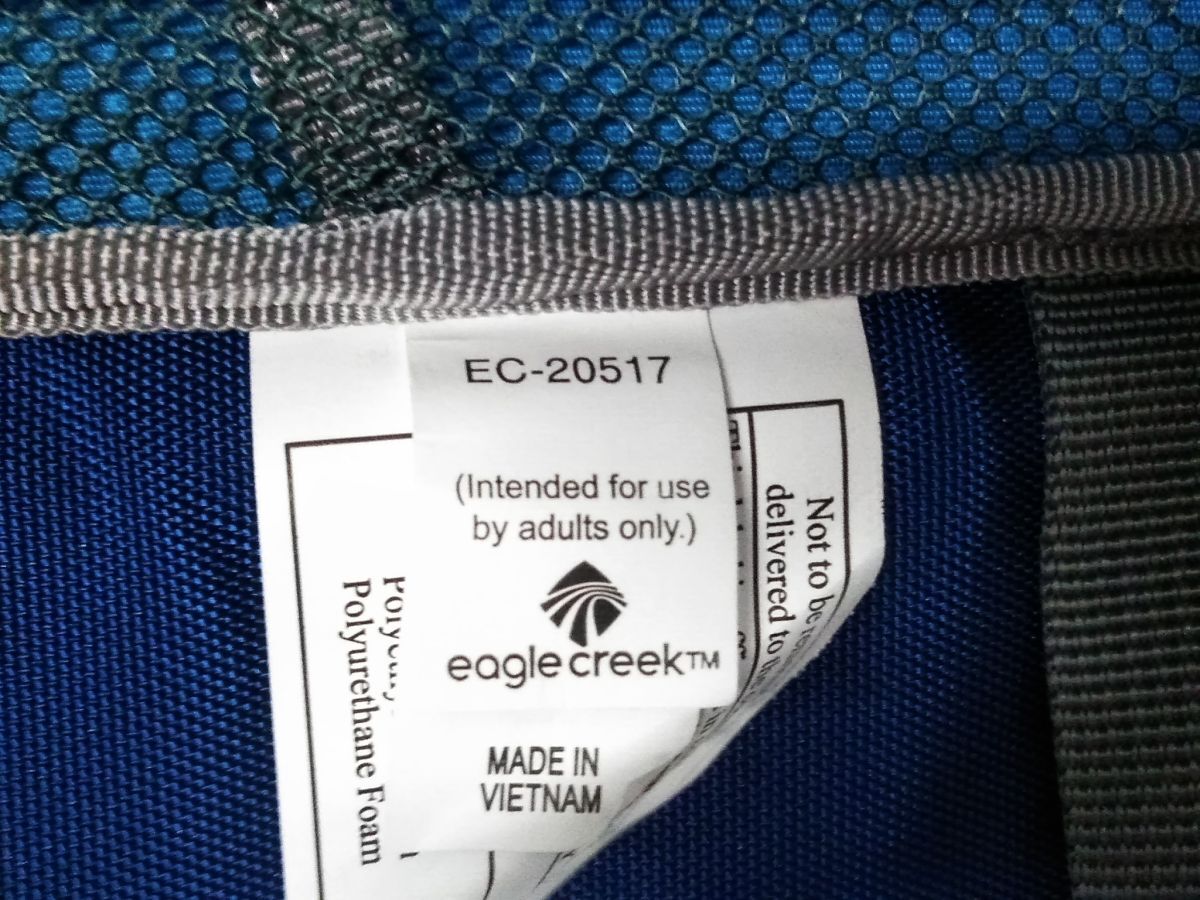 EC-20517
(Intended for use
by adults only.)
eagle creek™
MADE IN
VIETNAM
Polyurethane Foam
Not to be
delivered to